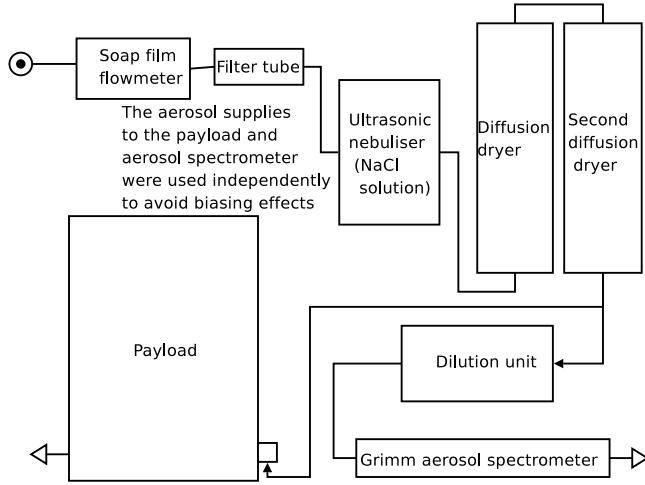 Soap film
flowmeter
Filter tube
The aerosol supplies
to the payload and
aerosol spectrometer
were used independently
to avoid biasing effects
Ultrasonic
nebuliser
(NaCl
solution)
Diffusion
dryer
Second
diffusion
dryer
Payload
Dilution unit
Grimm aerosol spectrometer